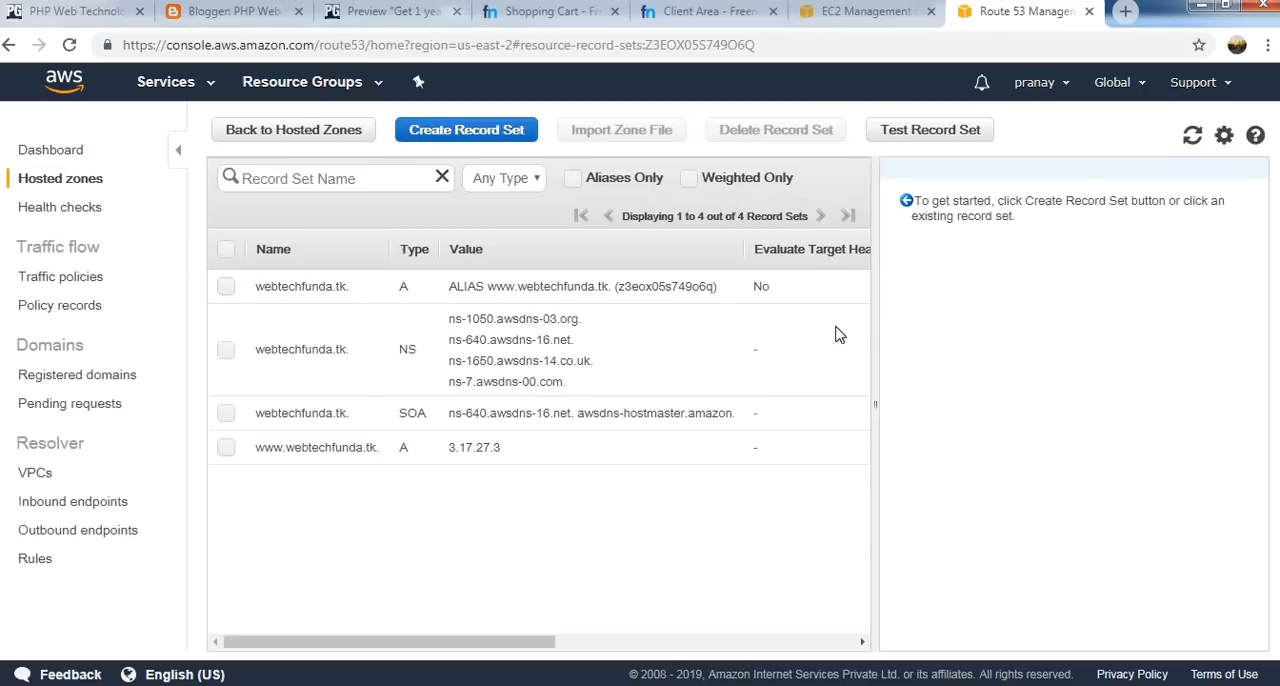 PHP Web Technolo
Blogger: PHP Web
Preview "Get 1 yea
Shopping Cart - Fre
Client Area - Freen
EC2 Management
Route 53 Managen
https://console.aws.amazon.com/route53/home?region=us-east-2#resource-record-sets:Z3EOX05S749O6Q
aws
Services
Resource Groups
pranay
Global
Support
Dashboard
Hosted zones
Health checks
Traffic flow
Traffic policies
Policy records
Domains
Registered domains
Pending requests
Resolver
VPCs
Inbound endpoints
Outbound endpoints
Rules
Back to Hosted Zones
Create Record Set
Import Zone File
Delete Record Set
Test Record Set
Record Set Name
Any Type
Aliases Only
Weighted Only
Displaying 1 to 4 out of 4 Record Sets
Name Type Value Evaluate Target Hea
webtechfunda.tk. A ALIAS www.webtechfunda.tk. (z3eox05s749o6q) No
ns-1050.awsdns-03.org.
ns-640.awsdns-16.net.
webtechfunda.tk. NS -
ns-1650.awsdns-14.co.uk.
ns-7.awsdns-00.com.
webtechfunda.tk. SOA ns-640.awsdns-16.net. awsdns-hostmaster.amazon. -
www.webtechfunda.tk. A 3.17.27.3 -
To get started, click Create Record Set button or click an
existing record set.
Feedback
English (US)
© 2008 - 2019, Amazon Internet Services Private Ltd. or its affiliates. All rights reserved.
Privacy Policy
Terms of Use